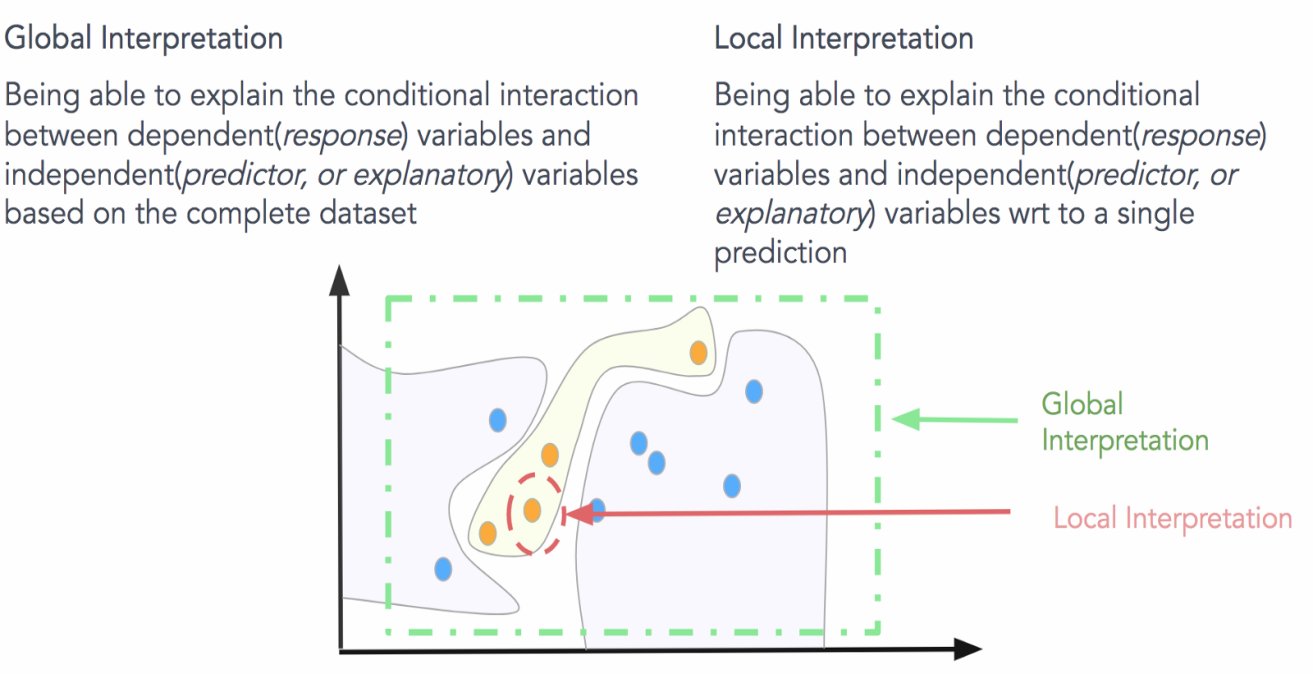 Global Interpretation
Being able to explain the conditional interaction
between dependent(response) variables and
independent(predictor, or explanatory) variables
based on the complete dataset
Local Interpretation
Being able to explain the conditional
interaction between dependent(response)
variables and independent(predictor, or
explanatory) variables wrt to a single
prediction
Global
Interpretation
Local Interpretation